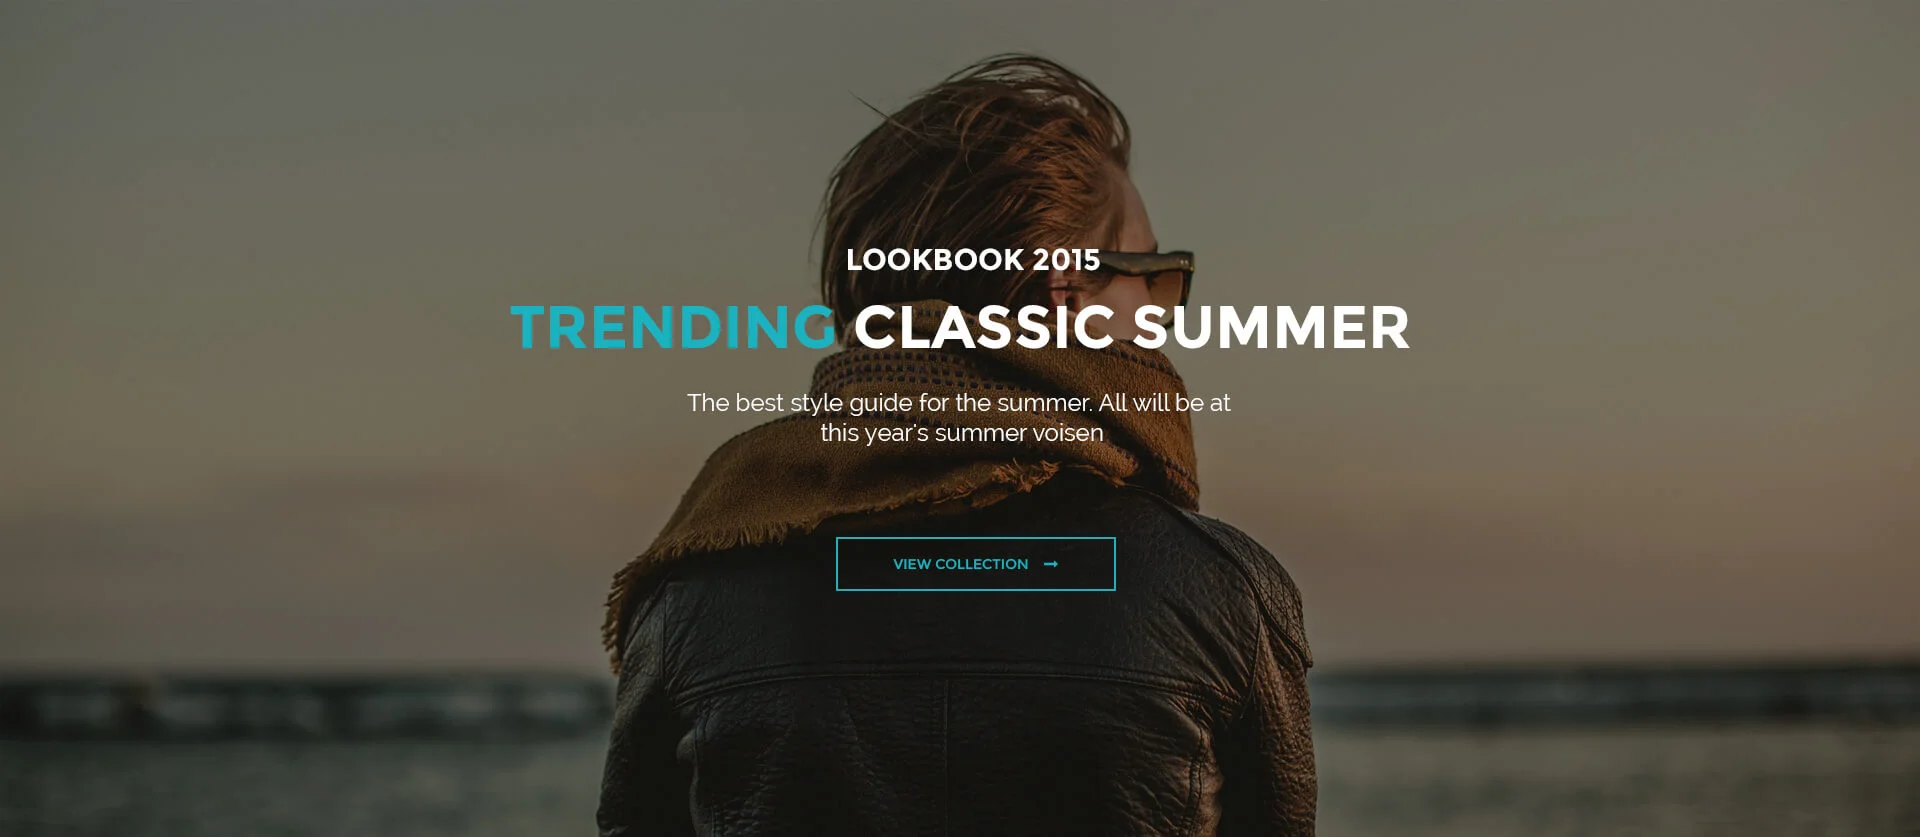 LOOKBOOK 2015
TRENDING CLASSIC SUMMER
The best style guide for the summer. All will be at
this year's summer voisen
VIEW COLLECTION